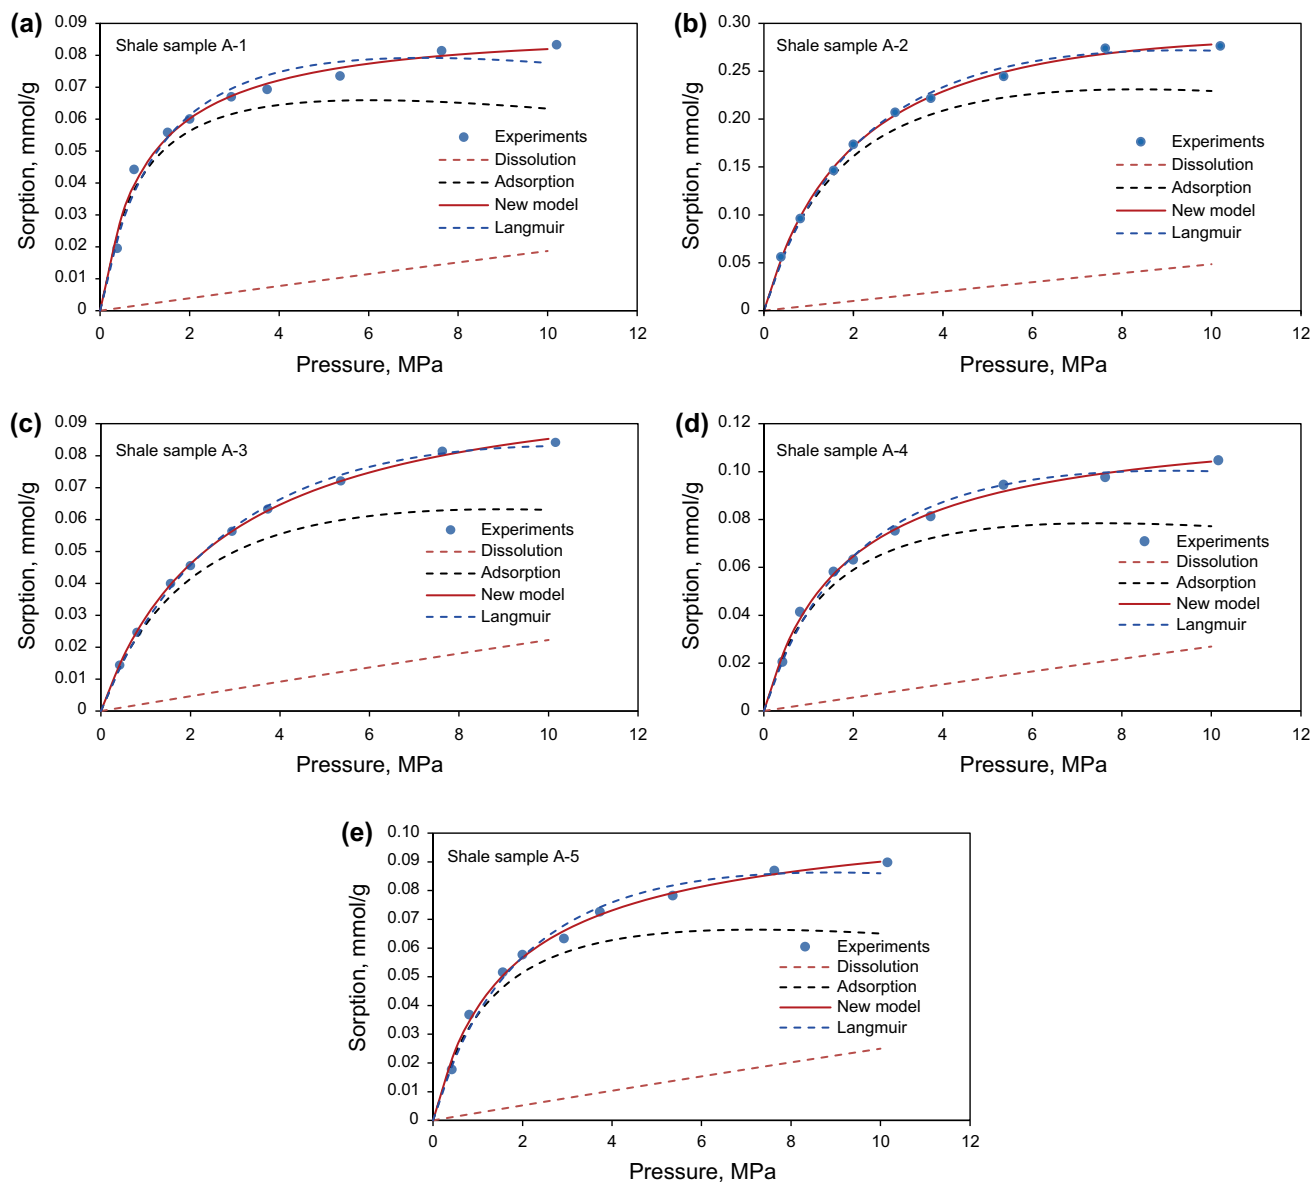 (a)
Shale sample A-1
Sorption, mmol/g
0.09
0.08
0.07
0.06
0.05
0.04
0.03
0.02
0.01
0
0 2 4 6 8 10 12
Pressure, MPa
Experiments
Dissolution
Adsorption
New model
Langmuir
(b)
Shale sample A-2
Sorption, mmol/g
0.30
0.25
0.20
0.15
0.10
0.05
0
0 2 4 6 8 10 12
Pressure, MPa
Experiments
Dissolution
Adsorption
New model
Langmuir
(c)
Shale sample A-3
Sorption, mmol/g
0.09
0.08
0.07
0.06
0.05
0.04
0.03
0.02
0.01
0
0 2 4 6 8 10 12
Pressure, MPa
Experiments
Dissolution
Adsorption
New model
Langmuir
(d)
Shale sample A-4
Sorption, mmol/g
0.12
0.10
0.08
0.06
0.04
0.02
0
0 2 4 6 8 10 12
Pressure, MPa
Experiments
Dissolution
Adsorption
New model
Langmuir
(e)
Shale sample A-5
Sorption, mmol/g
0.10
0.09
0.08
0.07
0.06
0.05
0.04
0.03
0.02
0.01
0
0 2 4 6 8 10 12
Pressure, MPa
Experiments
Dissolution
Adsorption
New model
Langmuir